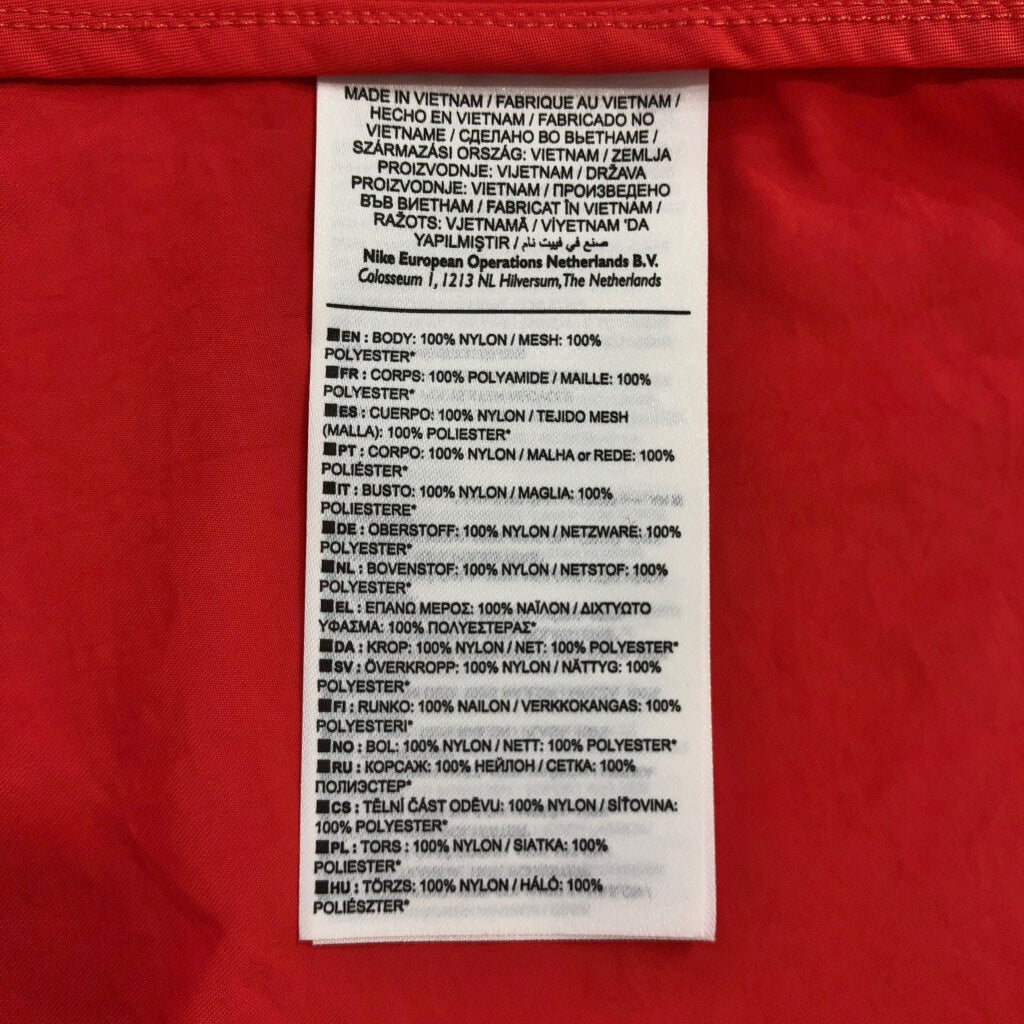 MADE IN VIETNAM / FABRIQUE AU VIETNAM /
HECHO EN VIETNAM / FABRICADO NO
VIETNAME / СДЕЛАНО ВО ВЬЕТНАМЕ /
SZÁRMAZÁSI ORSZÁG: VIETNAM / ZEMLJA
PROIZVODNJE: VIJETNAM / DRŽAVA
PROIZVODNJE: VIETNAM / ПРОИЗВЕДЕНО
ВЪВ ВИЕТНАМ / FABRICAT ÎN VIETNAM /
RAŽOTS: VJETNAMĀ / VİYETNAM 'DA
YAPILMIŞTIR / صنع في فييت نام
Nike European Operations Netherlands B.V.
Colosseum 1, 1213 NL Hilversum, The Netherlands
■EN : BODY: 100% NYLON / MESH: 100%
POLYESTER*
■FR : CORPS: 100% POLYAMIDE / MAILLE: 100%
POLYESTER*
■ES : CUERPO: 100% NYLON / TEJIDO MESH
(MALLA): 100% POLIESTER*
■PT : CORPO: 100% NYLON / MALHA or REDE: 100%
POLIÉSTER*
■IT : BUSTO: 100% NYLON / MAGLIA: 100%
POLIESTERE*
■DE : OBERSTOFF: 100% NYLON / NETZWARE: 100%
POLYESTER*
■NL : BOVENSTOF: 100% NYLON / NETSTOF: 100%
POLYESTER*
■EL : ΕΠΑΝΩ ΜΕΡΟΣ: 100% ΝΑΪΛΟΝ / ΔΙΧΤΥΩΤΟ
ΥΦΑΣΜΑ: 100% ΠΟΛΥΕΣΤΕΡΑΣ*
■DA : KROP: 100% NYLON / NET: 100% POLYESTER*
■SV : ÖVERKROPP: 100% NYLON / NÄTTYG: 100%
POLYESTER*
■FI : RUNKO: 100% NAILON / VERKKOKANGAS: 100%
POLYESTERI*
■NO : BOL: 100% NYLON / NETT: 100% POLYESTER*
■RU : КОРСАЖ: 100% НЕЙЛОН / СЕТКА: 100%
ПОЛИЭСТЕР*
■CS : TĚLNÍ ČÁST ODĚVU: 100% NYLON / SÍŤOVINA:
100% POLYESTER*
■PL : TORS : 100% NYLON / SIATKA: 100%
POLIESTER*
■HU : TÖRZS: 100% NYLON / HÁLÓ: 100%
POLIÉSZTER*